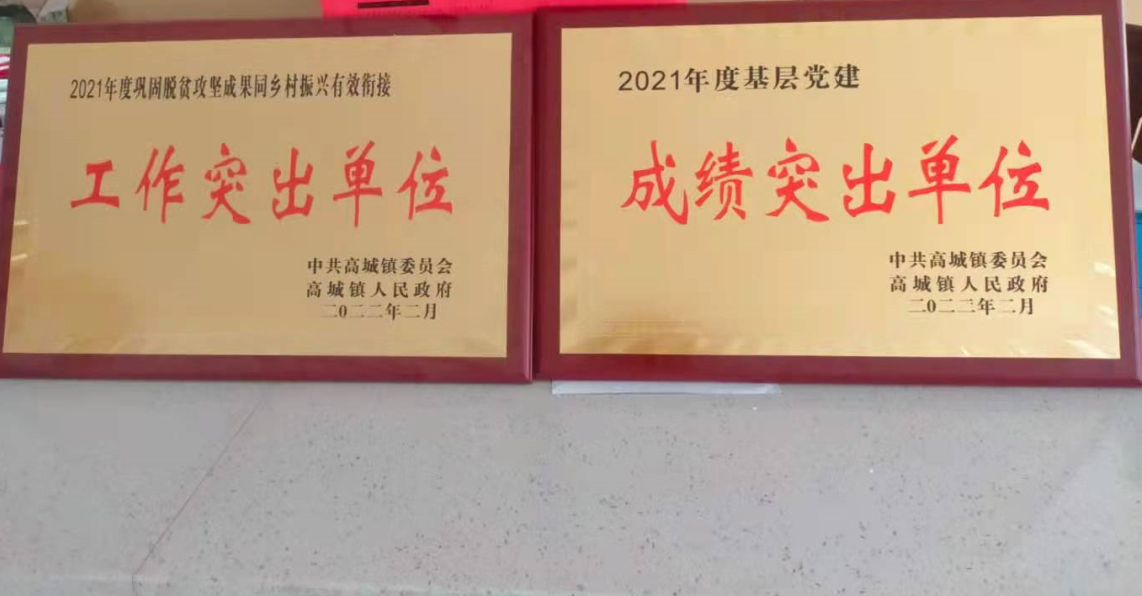 2021年度巩固脱贫攻坚成果同乡村振兴有效衔接
工作突出单位
中共高城镇委员会
高城镇人民政府
二0二二年二月
2021年度基层党建
成绩突出单位
中共高城镇委员会
高城镇人民政府
二0二二年二月